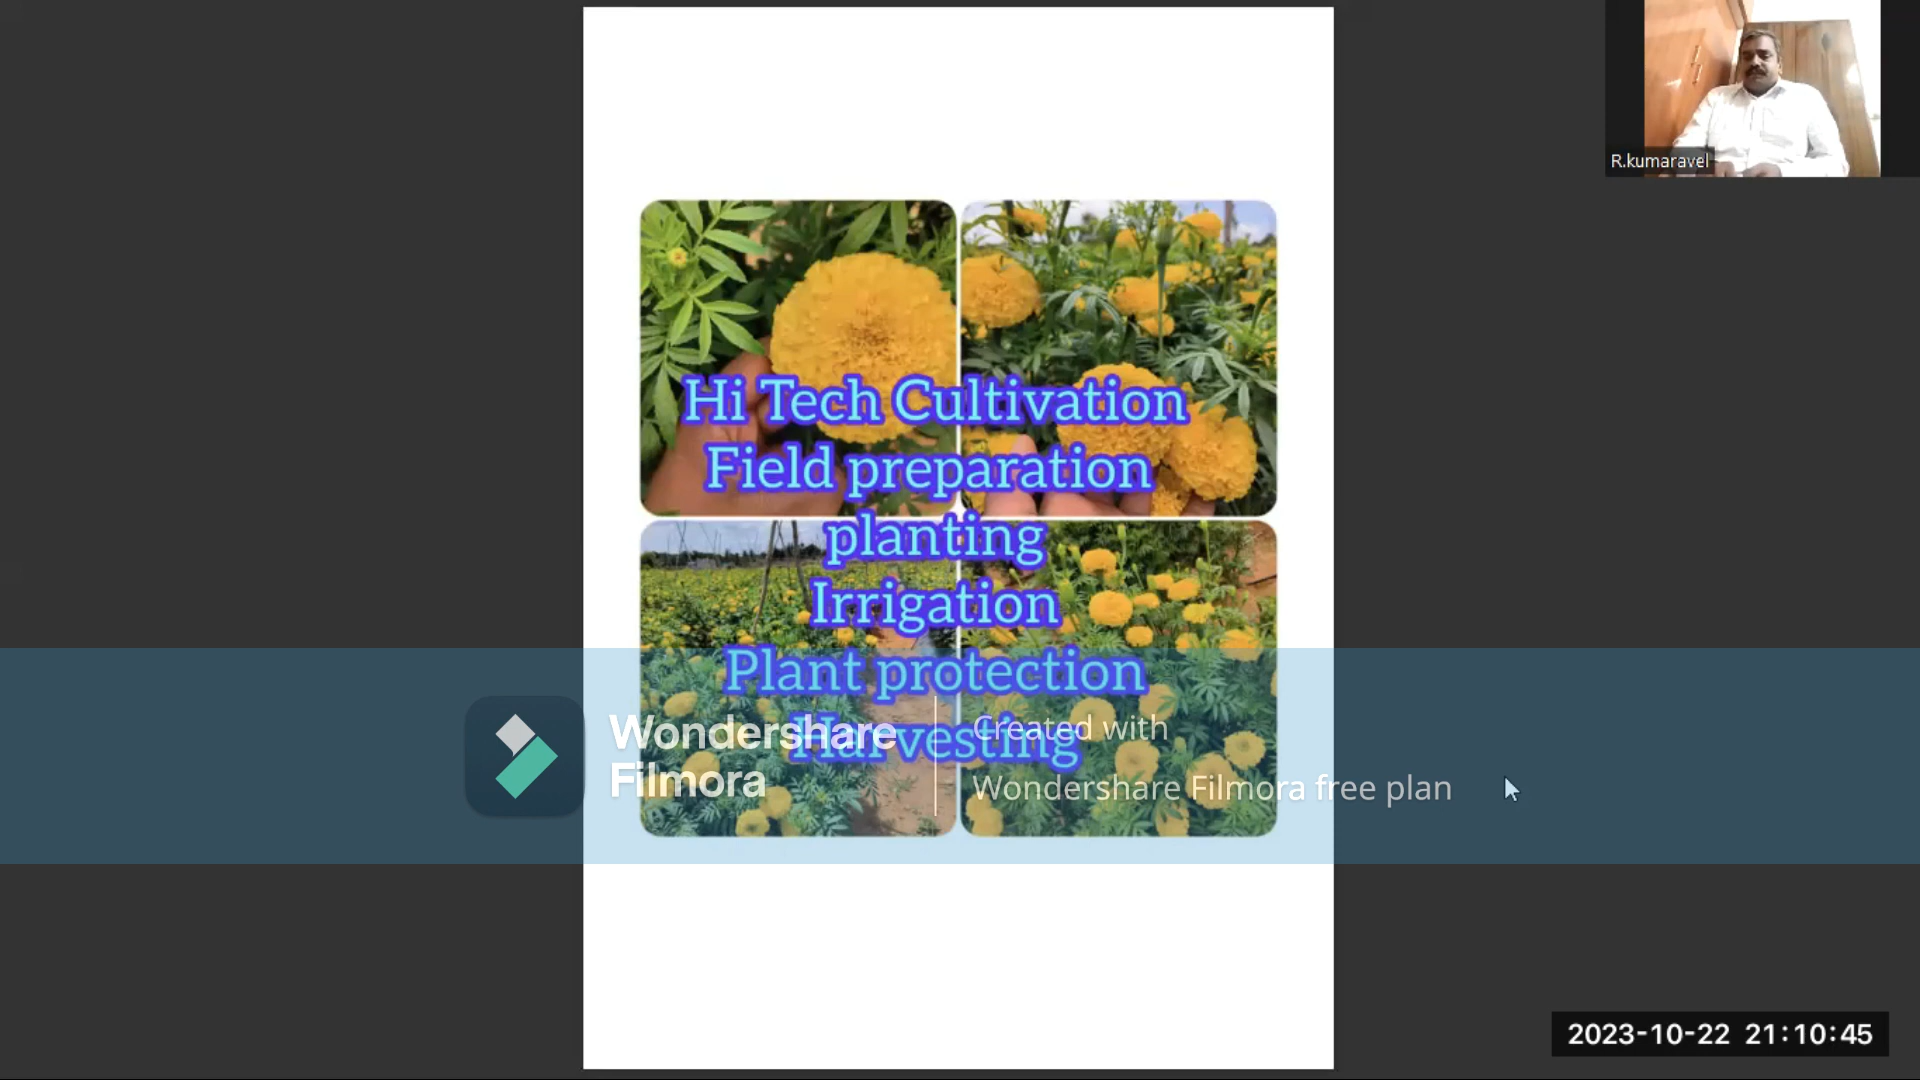 R.kumaravel
Hi Tech Cultivation
Field preparation
planting
Irrigation
Plant protection
Harvesting
Wondershare
Filmora
Created with
Wondershare Filmora free plan
2023-10-22 21:10:45